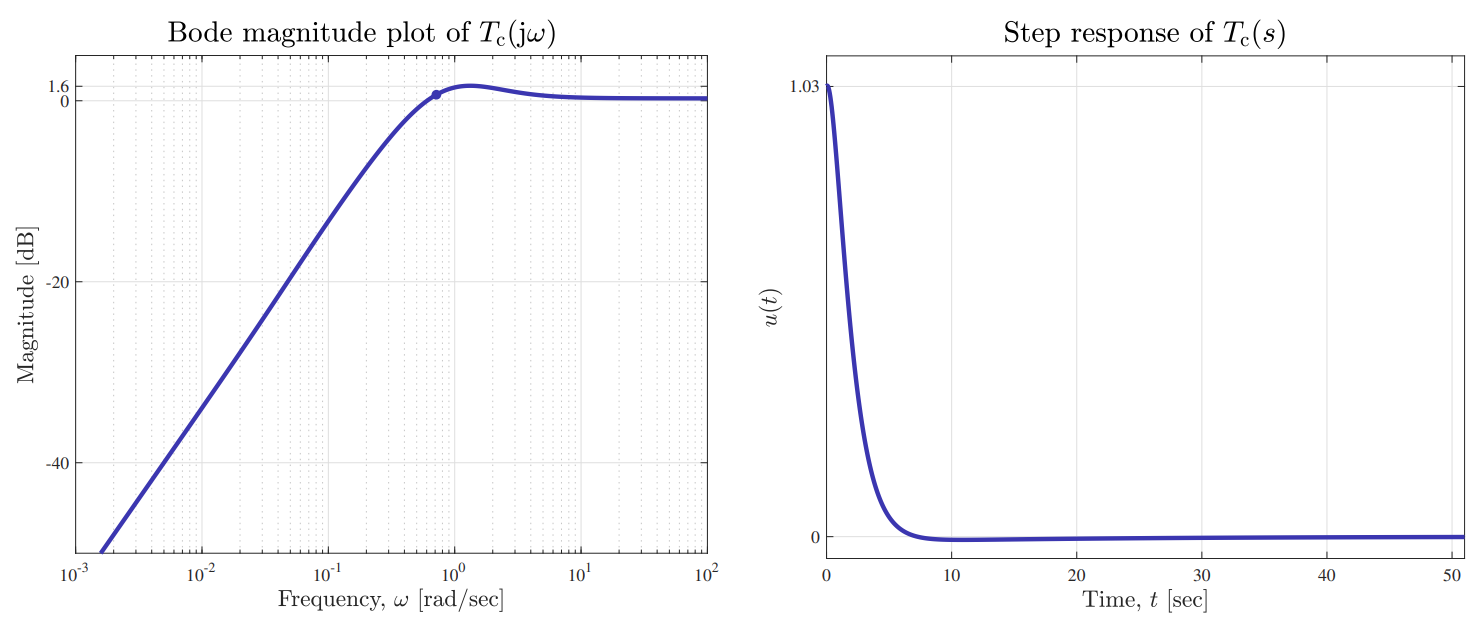 Bode magnitude plot of T_c(jω)
1.6
0
-20
-40
Magnitude [dB]
10^-3 10^-2 10^-1 10^0 10^1 10^2
Frequency, ω [rad/sec]
Step response of T_c(s)
1.03
0
u(t)
0 10 20 30 40 50
Time, t [sec]